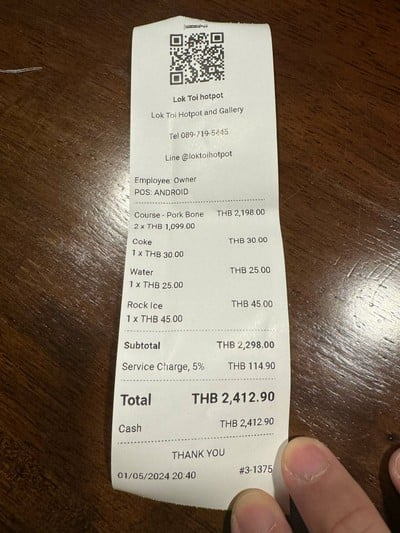 Lok Toi hotpot
Lok Toi Hotpot and Gallery
Tel 089-719-5445
Line @loktoihotpot
Employee: Owner
POS: ANDROID
Course - Pork Bone THB 2,198.00
2 x THB 1,099.00
Coke THB 30.00
1 x THB 30.00
Water THB 25.00
1 x THB 25.00
Rock Ice THB 45.00
1 x THB 45.00
Subtotal THB 2,298.00
Service Charge, 5% THB 114.90
Total THB 2,412.90
Cash THB 2,412.90
THANK YOU
01/05/2024 20:40 #3-1375